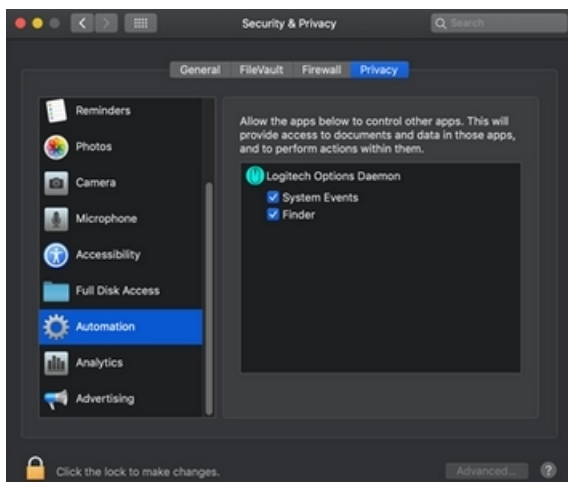 Security & Privacy
Search
General FileVault Firewall Privacy
Reminders
Photos
Camera
Microphone
Accessibility
Full Disk Access
Automation
Analytics
Advertising
Allow the apps below to control other apps. This will
provide access to documents and data in those apps,
and to perform actions within them.
Logitech Options Daemon
System Events
Finder
Click the lock to make changes.
Advanced...
?